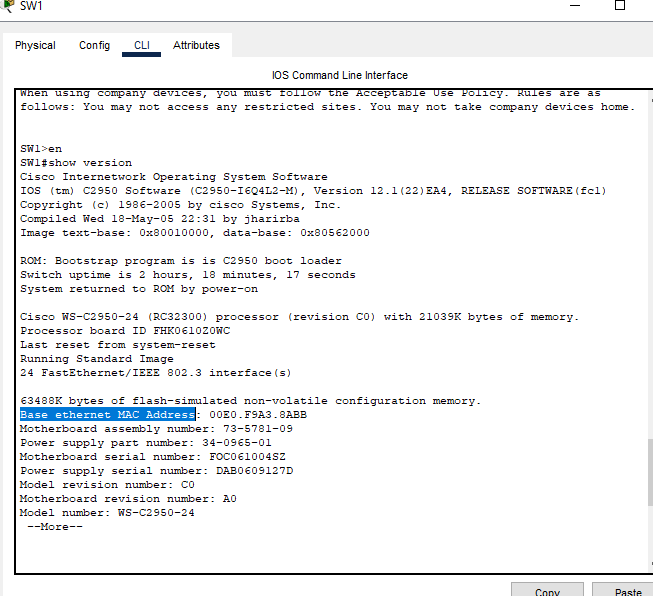 SW1
Physical Config CLI Attributes
IOS Command Line Interface
When using company devices, you must follow the Acceptable Use Policy. Rules are as
follows: You may not access any restricted sites. You may not take company devices home.
SW1>en
SW1#show version
Cisco Internetwork Operating System Software
IOS (tm) C2950 Software (C2950-I6Q4L2-M), Version 12.1(22)EA4, RELEASE SOFTWARE(fc1)
Copyright (c) 1986-2005 by cisco Systems, Inc.
Compiled Wed 18-May-05 22:31 by jharirba
Image text-base: 0x80010000, data-base: 0x80562000
ROM: Bootstrap program is is C2950 boot loader
Switch uptime is 2 hours, 18 minutes, 17 seconds
System returned to ROM by power-on
Cisco WS-C2950-24 (RC32300) processor (revision C0) with 21039K bytes of memory.
Processor board ID FHK0610Z0WC
Last reset from system-reset
Running Standard Image
24 FastEthernet/IEEE 802.3 interface(s)
63488K bytes of flash-simulated non-volatile configuration memory.
Base ethernet MAC Address: 00E0.F9A3.8ABB
Motherboard assembly number: 73-5781-09
Power supply part number: 34-0965-01
Motherboard serial number: FOC061004SZ
Power supply serial number: DAB0609127D
Model revision number: C0
Motherboard revision number: A0
Model number: WS-C2950-24
--More--
Copy Paste